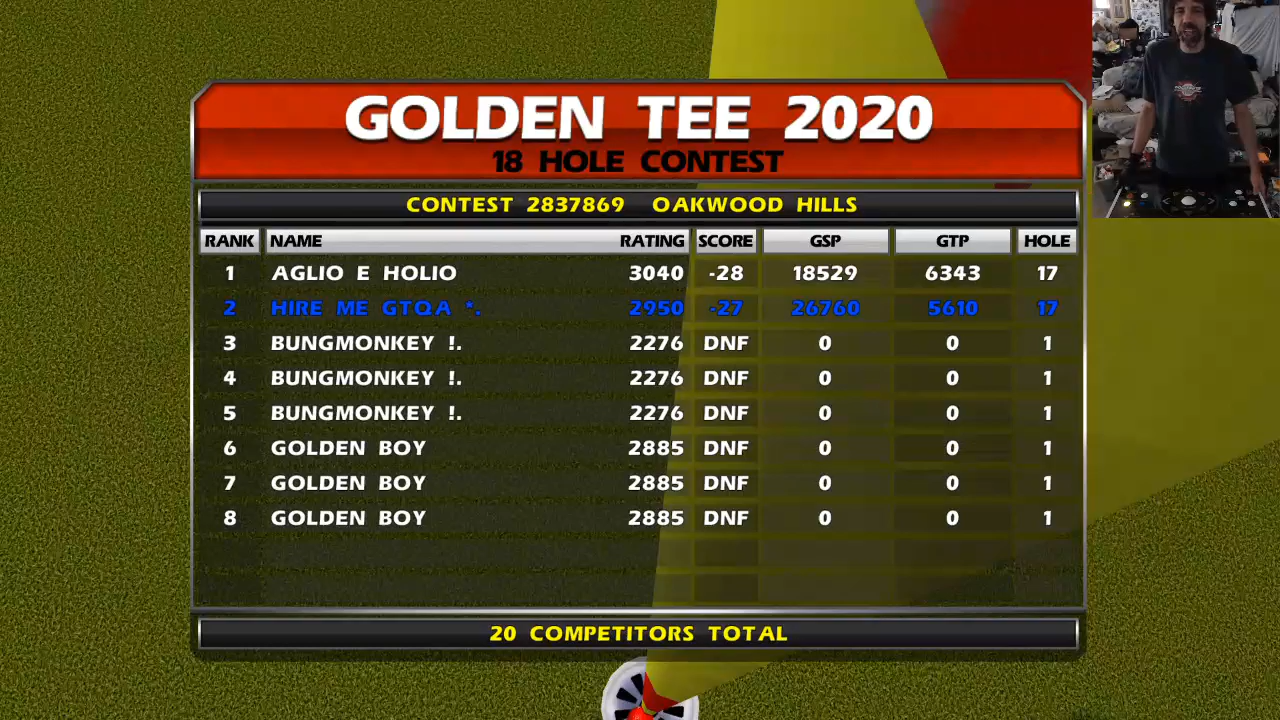 GOLDEN TEE 2020
18 HOLE CONTEST
CONTEST 2837869 OAKWOOD HILLS
RANK NAME RATING SCORE GSP GTP HOLE
1 AGLIO E HOLIO 3040 -28 18529 6343 17
2 HIRE ME GTQA *. 2950 -27 26760 5610 17
3 BUNGMONKEY !. 2276 DNF 0 0 1
4 BUNGMONKEY !. 2276 DNF 0 0 1
5 BUNGMONKEY !. 2276 DNF 0 0 1
6 GOLDEN BOY 2885 DNF 0 0 1
7 GOLDEN BOY 2885 DNF 0 0 1
8 GOLDEN BOY 2885 DNF 0 0 1
20 COMPETITORS TOTAL